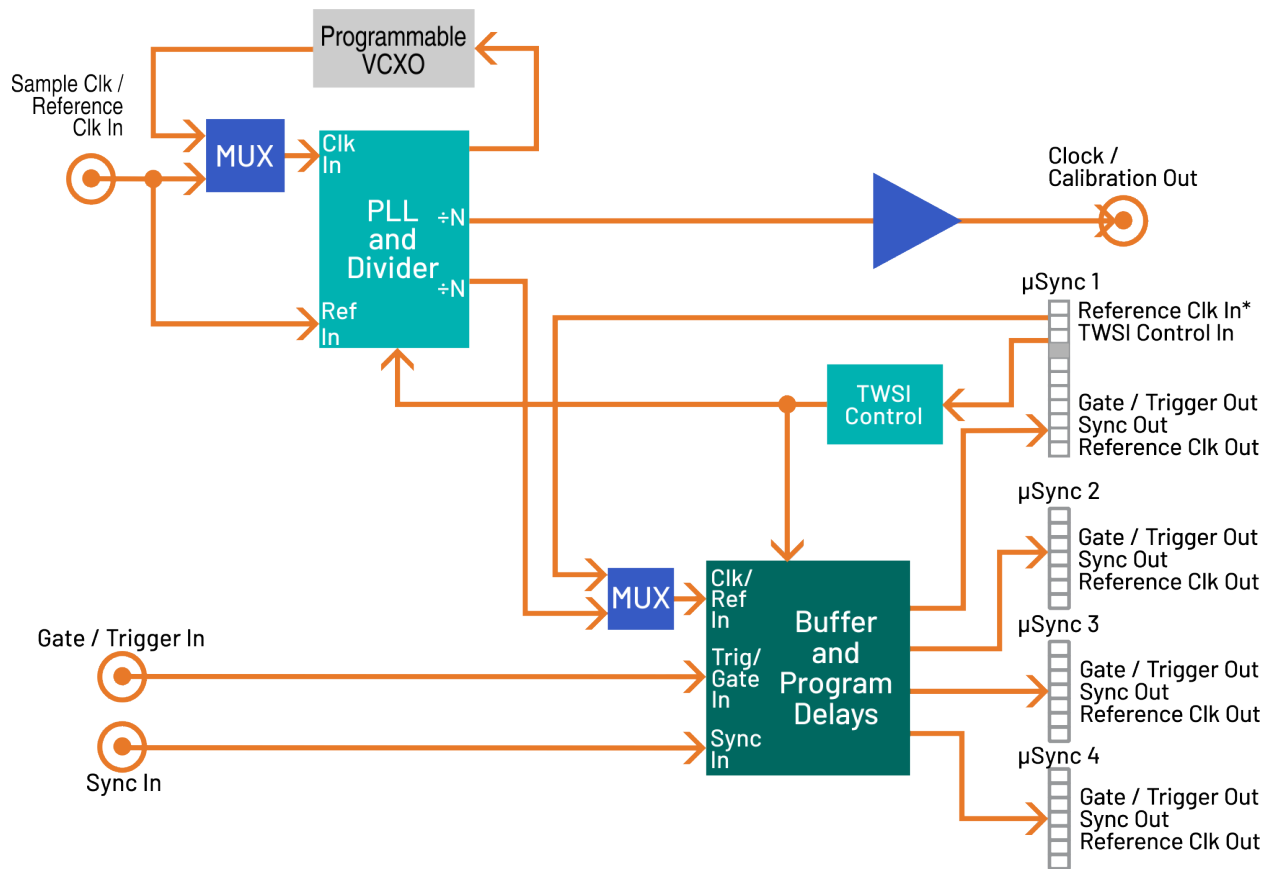 Programmable
VCXO
Sample Clk /
Reference
Clk In
MUX
Clk
In
PLL
and
Divider
÷N
÷N
Ref
In
Clock /
Calibration Out
µSync 1
Reference Clk In*
TWSI Control In
Gate / Trigger Out
Sync Out
Reference Clk Out
TWSI
Control
µSync 2
Gate / Trigger Out
Sync Out
Reference Clk Out
MUX
Clk/
Ref
In
Trig/
Gate
In
Sync
In
Buffer
and
Program
Delays
Gate / Trigger In
Sync In
µSync 3
Gate / Trigger Out
Sync Out
Reference Clk Out
µSync 4
Gate / Trigger Out
Sync Out
Reference Clk Out